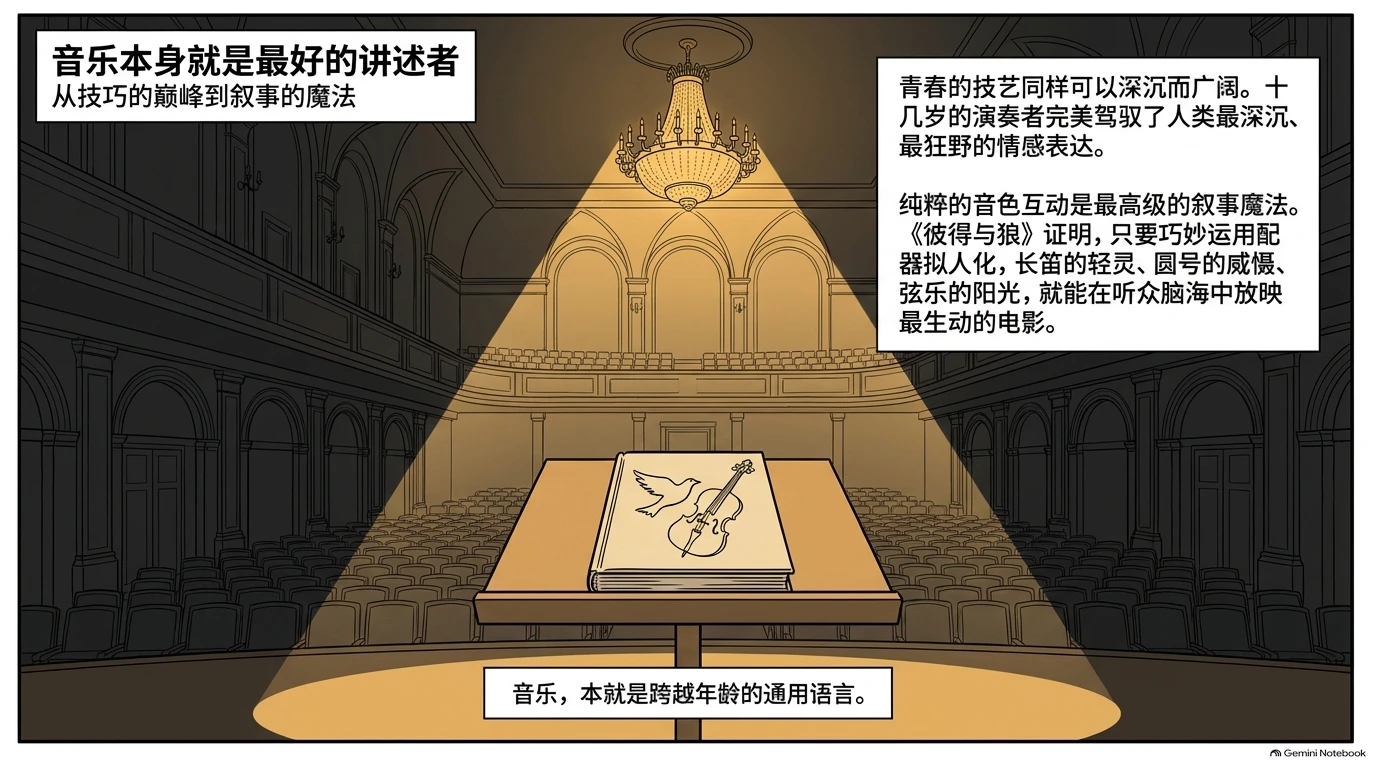 音乐本身就是最好的讲述者
从技巧的巅峰到叙事的魔法
青春的技艺同样可以深沉而广阔。十
几岁的演奏者完美驾驭了人类最深沉、
最狂野的情感表达。
纯粹的音色互动是最高级的叙事魔法。
《彼得与狼》证明，只要巧妙运用配
器拟人化，长笛的轻灵、圆号的威慑、
弦乐的阳光，就能在听众脑海中放映
最生动的电影。
音乐，本就是跨越年龄的通用语言。
Gemini Notebook